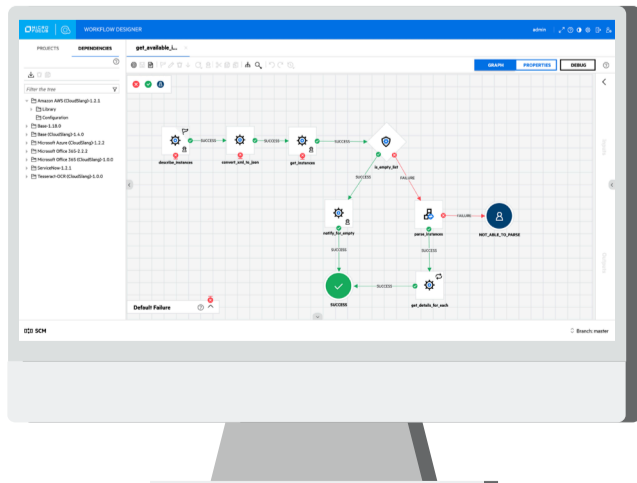 MICRO FOCUS
WORKFLOW DESIGNER
admin
PROJECTS
DEPENDENCIES
get_available_i...
GRAPH
PROPERTIES
DEBUG
Filter the tree
Amazon AWS (CloudSlang)-1.1.1
Library
Configuration
Base-1.18.0
Base (CloudSlang)-1.4.0
Microsoft Azure (CloudSlang)-1.1.2
Microsoft Office 365-2.2.2
Microsoft Office 365 (CloudSlang)-1.0.0
ServiceNow-1.2.1
Tesseract-OCR (CloudSlang)-1.0.0
SUCCESS
SUCCESS
SUCCESS
describe_instances
convert_xml_to_json
get_instances
is_empty_list
SUCCESS
FAILURE
FAILURE
notify_for_empty
parse_instances
NOT_ABLE_TO_PARSE
SUCCESS
SUCCESS
SUCCESS
SUCCESS
get_details_for_each
Default Failure
SCM
Branch: master